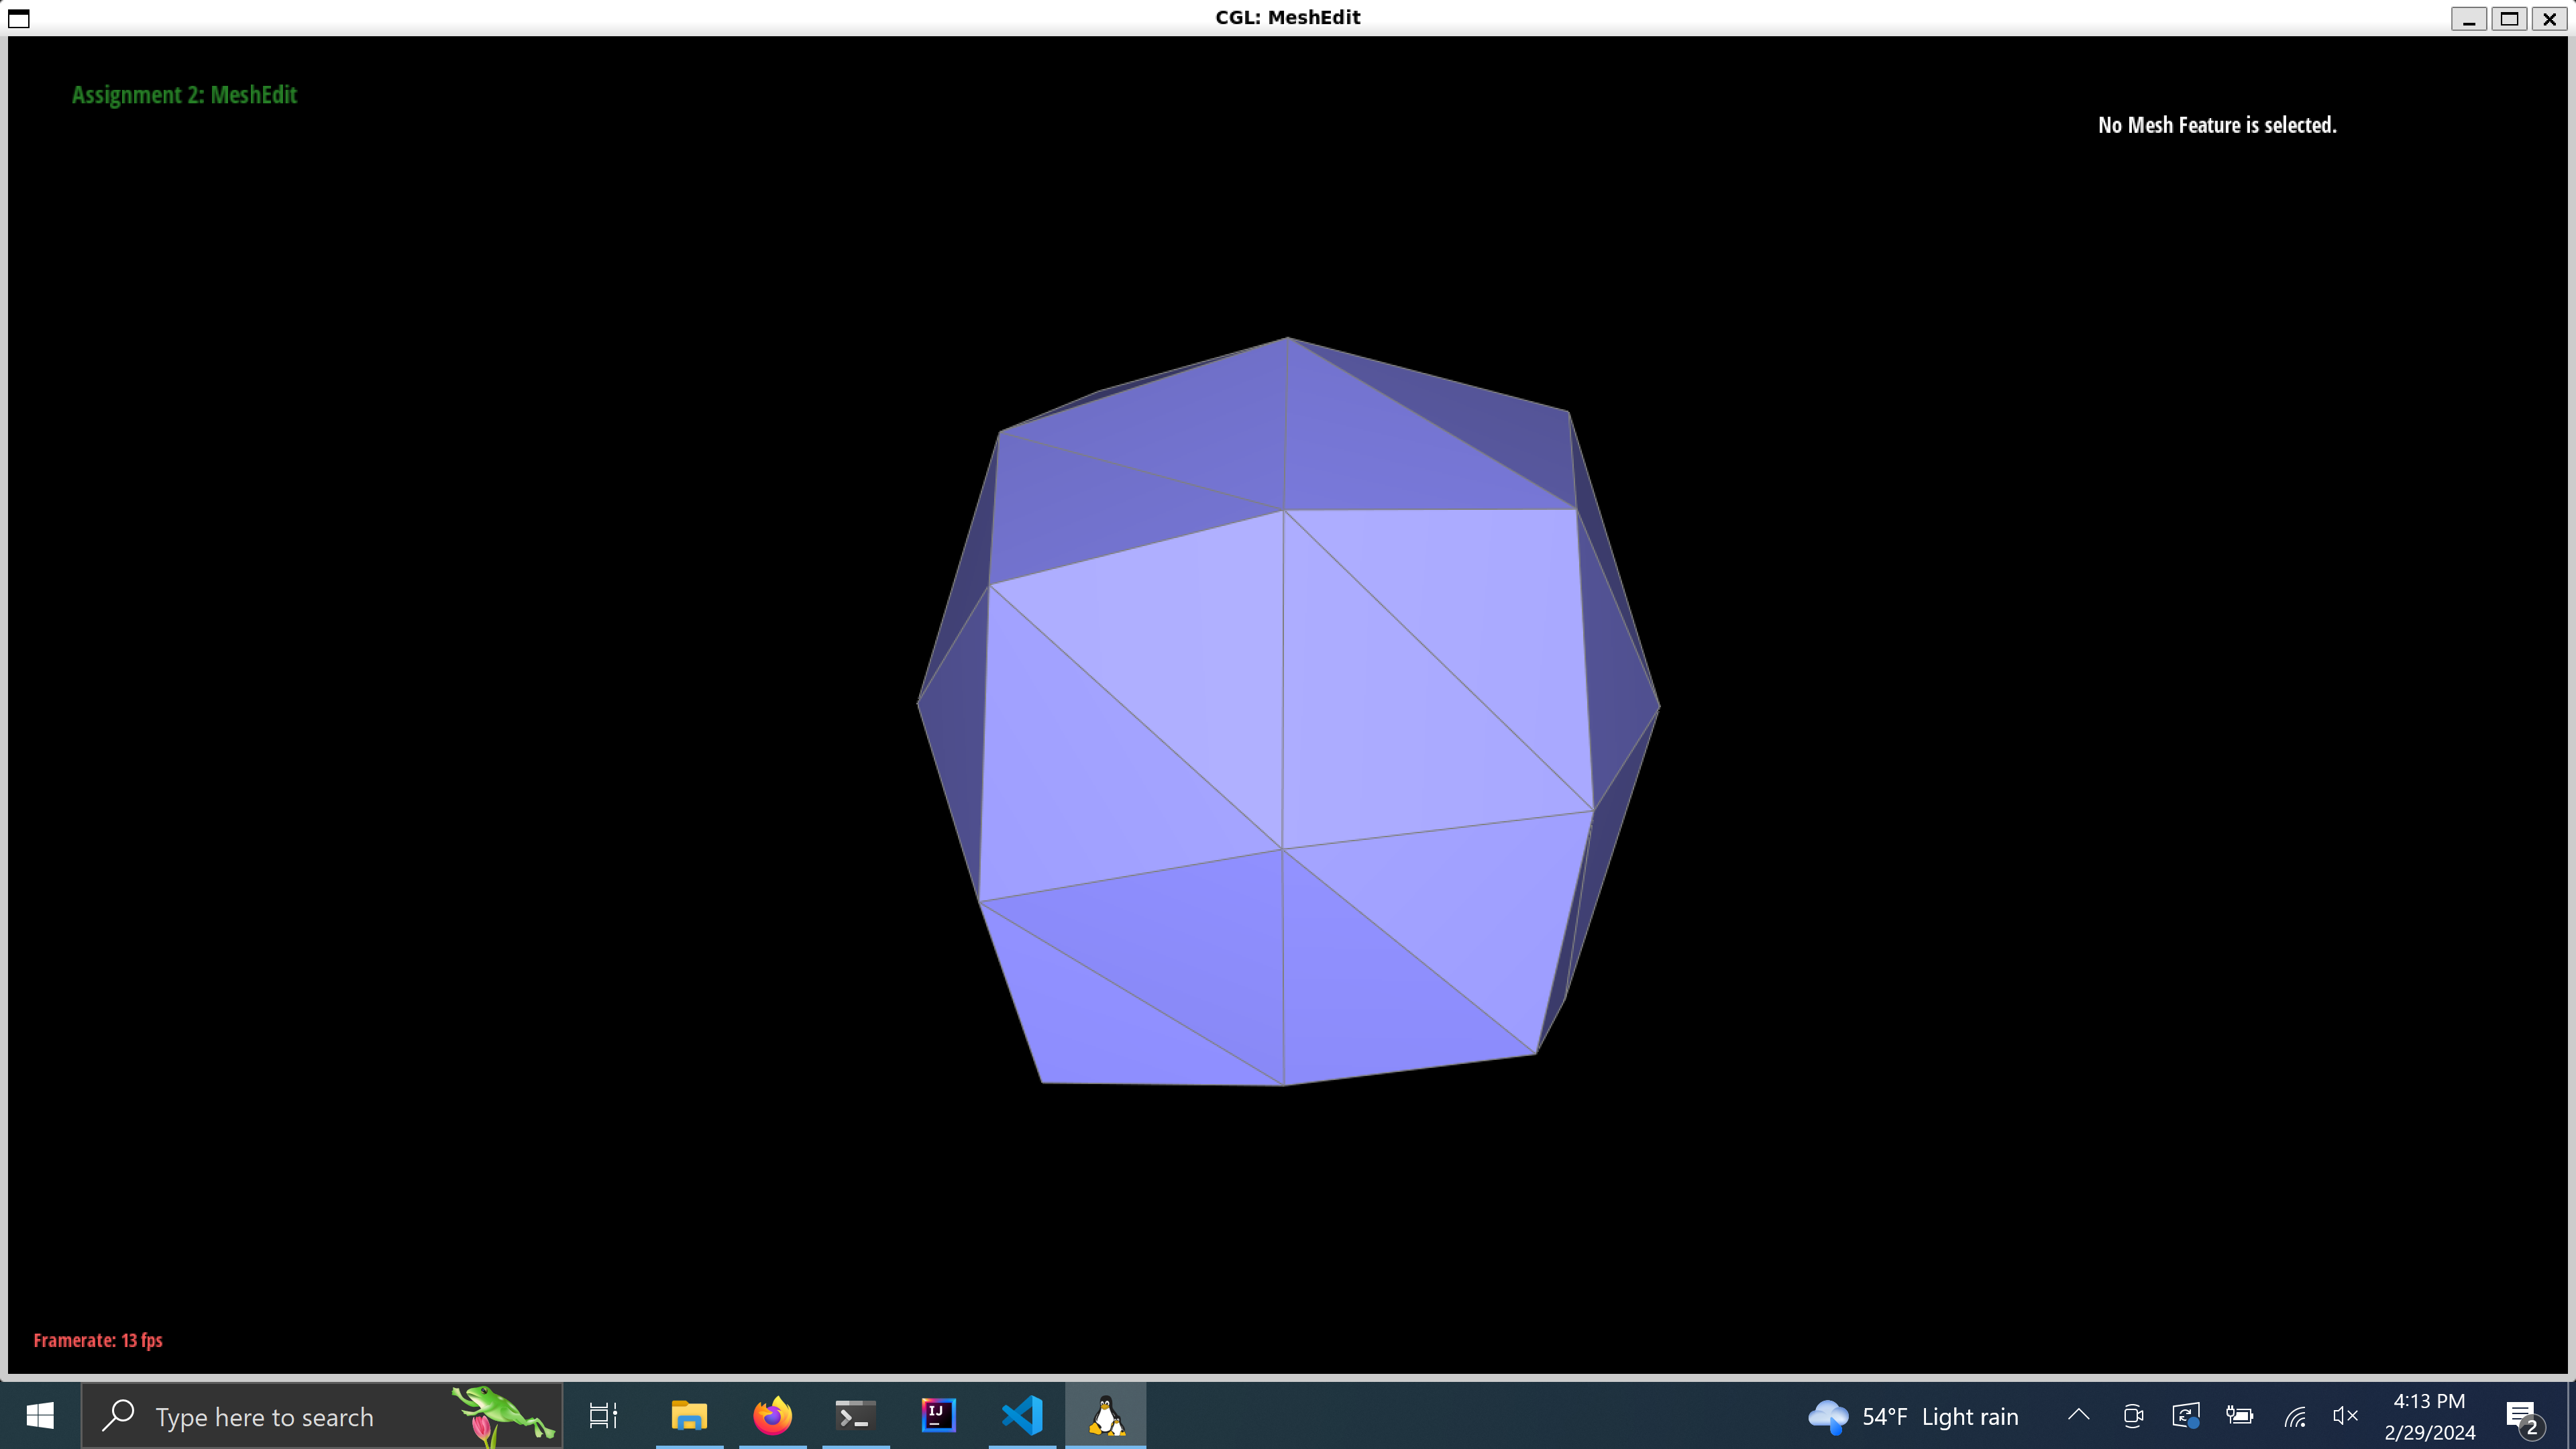 CGL: MeshEdit
Assignment 2: MeshEdit
No Mesh Feature is selected.
Framerate: 13 fps
Type here to search
IJ
54°F Light rain
4:13 PM
2/29/2024
2